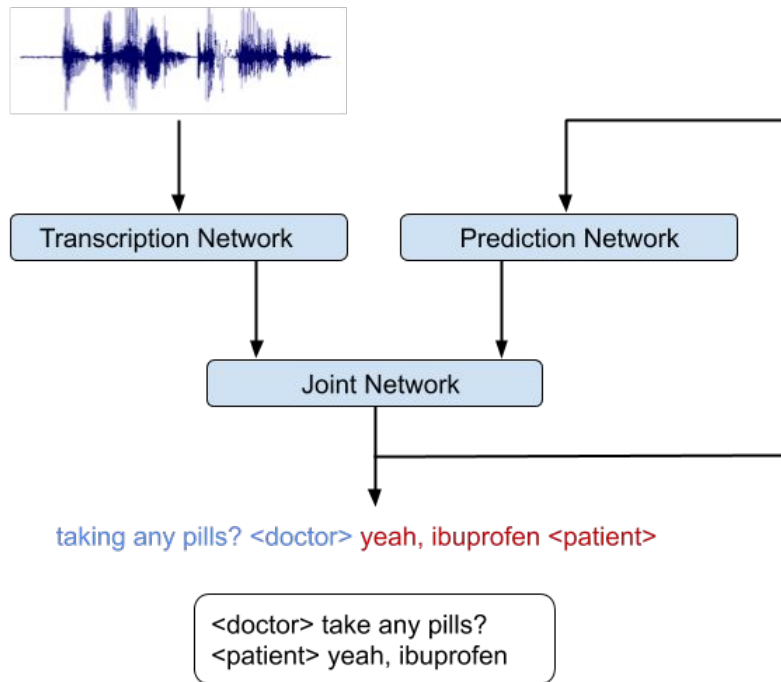 Transcription Network
Prediction Network
Joint Network
taking any pills? <doctor> yeah, ibuprofen <patient>
<doctor> take any pills?
<patient> yeah, ibuprofen